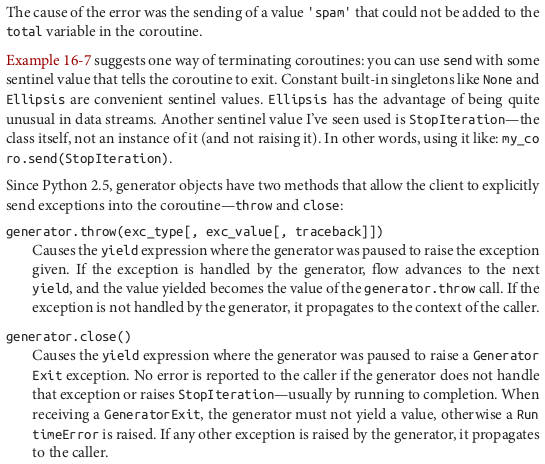 The cause of the error was the sending of a value 'spam' that could not be added to the
total variable in the coroutine.
Example 16-7 suggests one way of terminating coroutines: you can use send with some
sentinel value that tells the coroutine to exit. Constant built-in singletons like None and
Ellipsis are convenient sentinel values. Ellipsis has the advantage of being quite
unusual in data streams. Another sentinel value I've seen used is StopIteration—the
class itself, not an instance of it (and not raising it). In other words, using it like: my_co
ro.send(StopIteration).
Since Python 2.5, generator objects have two methods that allow the client to explicitly
send exceptions into the coroutine—throw and close:
generator.throw(exc_type[, exc_value[, traceback]])
Causes the yield expression where the generator was paused to raise the exception
given. If the exception is handled by the generator, flow advances to the next
yield, and the value yielded becomes the value of the generator.throw call. If the
exception is not handled by the generator, it propagates to the context of the caller.
generator.close()
Causes the yield expression where the generator was paused to raise a Generator
Exit exception. No error is reported to the caller if the generator does not handle
that exception or raises StopIteration—usually by running to completion. When
receiving a GeneratorExit, the generator must not yield a value, otherwise a Run
timeError is raised. If any other exception is raised by the generator, it propagates
to the caller.